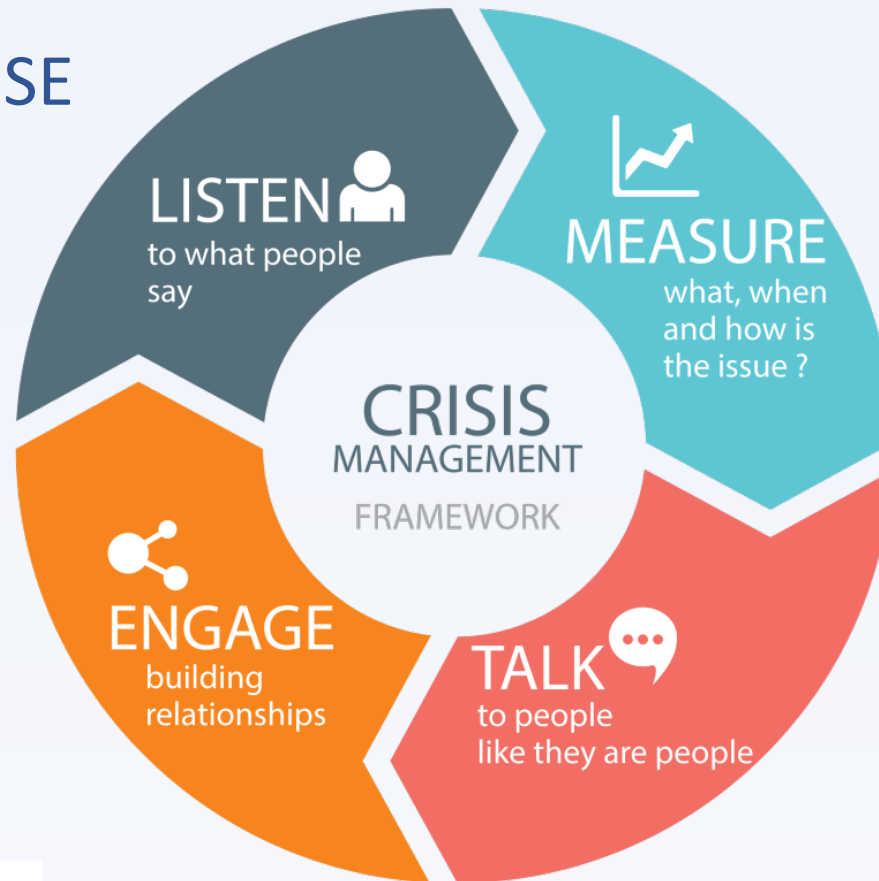 SE
LISTEN
to what people
say
MEASURE
what, when
and how is
the issue ?
CRISIS
MANAGEMENT
FRAMEWORK
ENGAGE
building
relationships
TALK
to people
like they are people